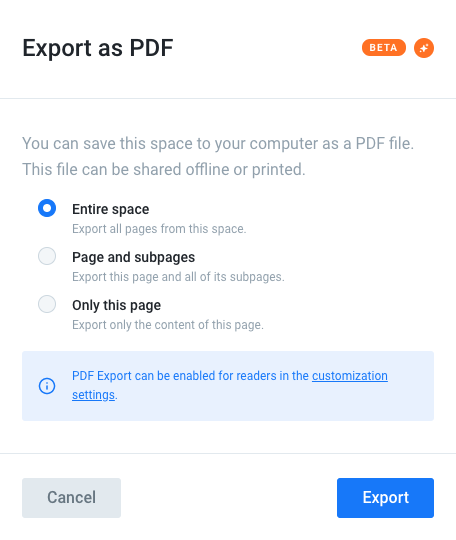 Export as PDF
BETA
You can save this space to your computer as a PDF file.
This file can be shared offline or printed.
Entire space
Export all pages from this space.
Page and subpages
Export this page and all of its subpages.
Only this page
Export only the content of this page.
PDF Export can be enabled for readers in the customization
settings.
Cancel
Export